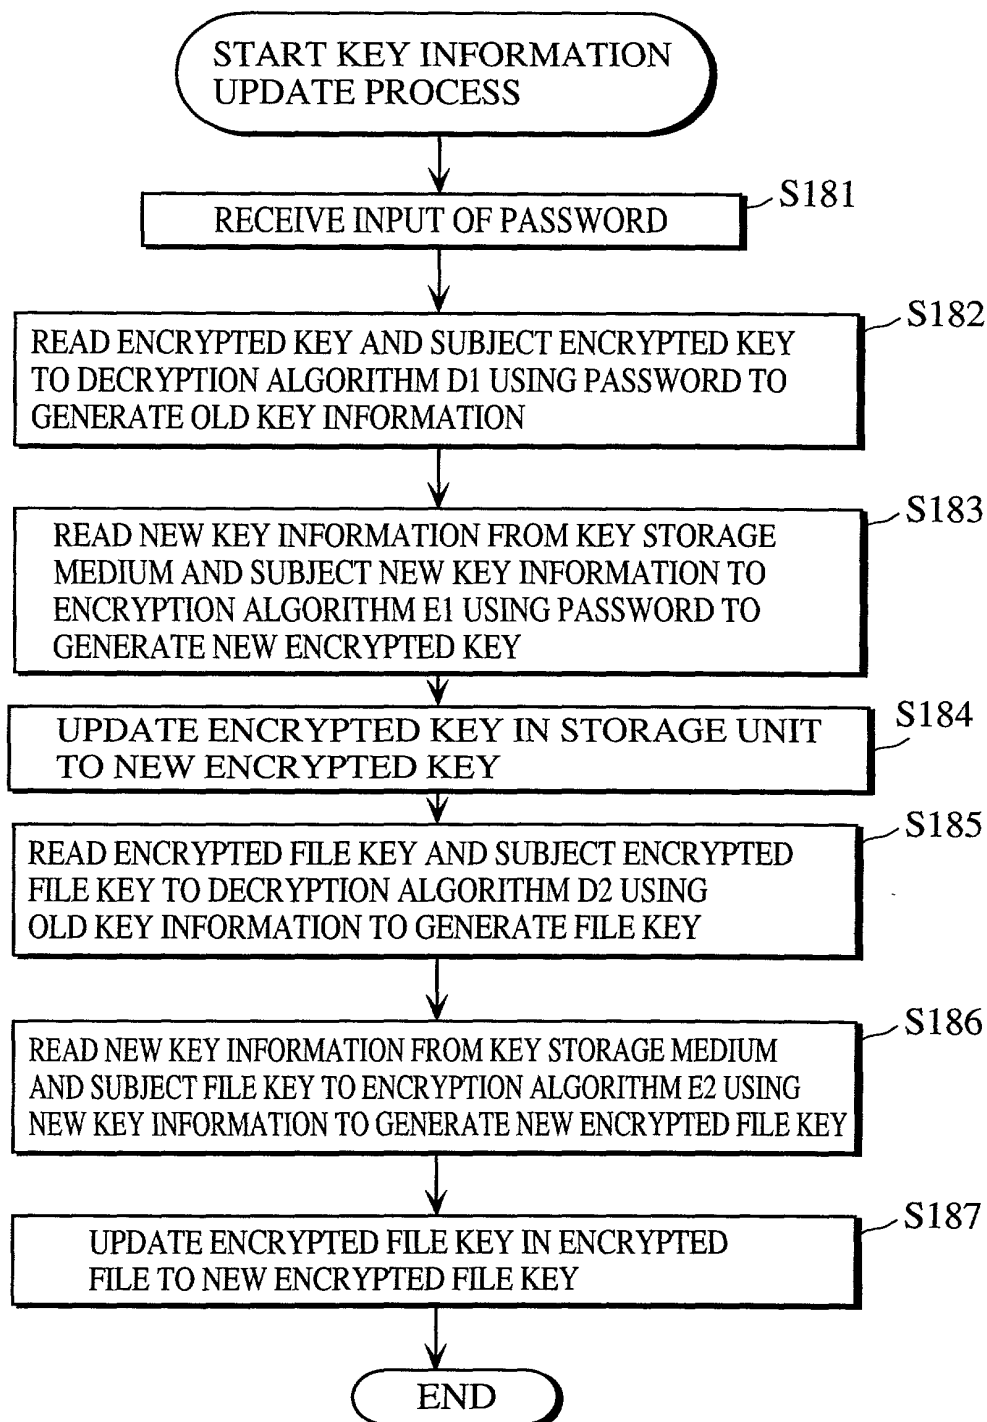 START KEY INFORMATION
UPDATE PROCESS
S181
RECEIVE INPUT OF PASSWORD
S182
READ ENCRYPTED KEY AND SUBJECT ENCRYPTED KEY
TO DECRYPTION ALGORITHM D1 USING PASSWORD TO
GENERATE OLD KEY INFORMATION
S183
READ NEW KEY INFORMATION FROM KEY STORAGE
MEDIUM AND SUBJECT NEW KEY INFORMATION TO
ENCRYPTION ALGORITHM E1 USING PASSWORD TO
GENERATE NEW ENCRYPTED KEY
S184
UPDATE ENCRYPTED KEY IN STORAGE UNIT
TO NEW ENCRYPTED KEY
S185
READ ENCRYPTED FILE KEY AND SUBJECT ENCRYPTED
FILE KEY TO DECRYPTION ALGORITHM D2 USING
OLD KEY INFORMATION TO GENERATE FILE KEY
S186
READ NEW KEY INFORMATION FROM KEY STORAGE MEDIUM
AND SUBJECT FILE KEY TO ENCRYPTION ALGORITHM E2 USING
NEW KEY INFORMATION TO GENERATE NEW ENCRYPTED FILE KEY
S187
UPDATE ENCRYPTED FILE KEY IN ENCRYPTED
FILE TO NEW ENCRYPTED FILE KEY
END